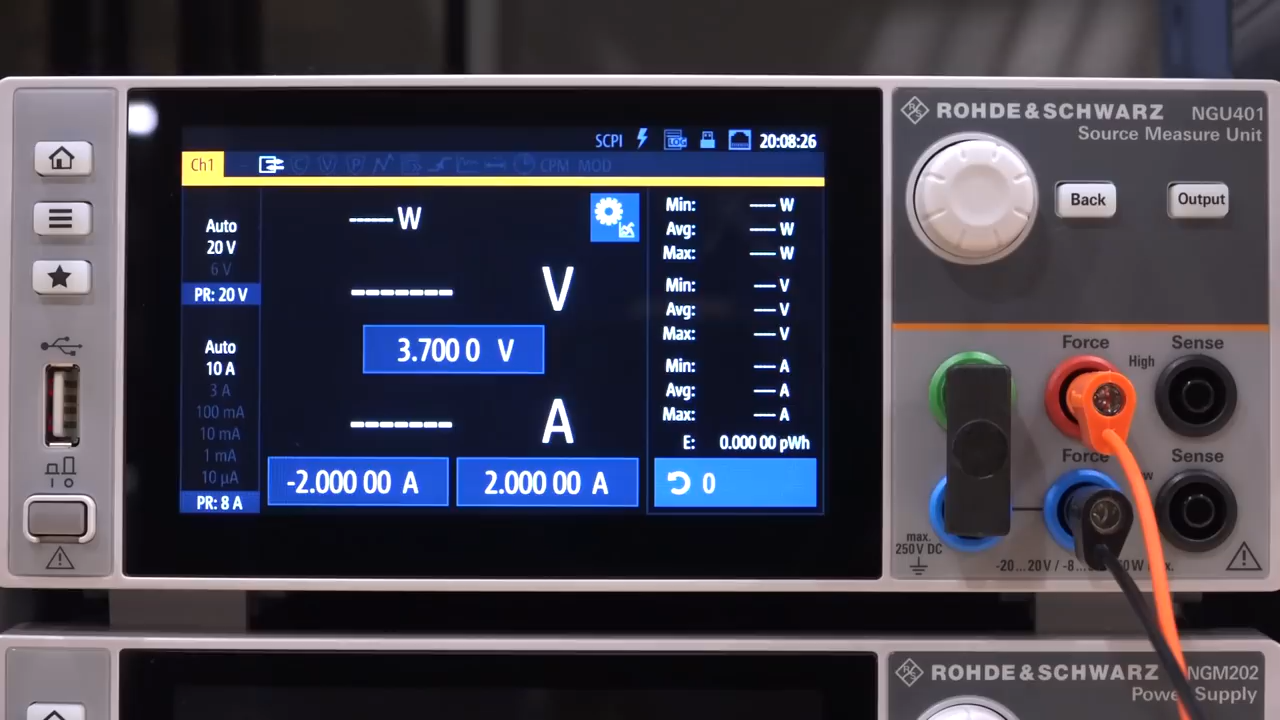 ROHDE & SCHWARZ NGU401
Source Measure Unit
SCPI LOG 20:08:26
Ch1 CPM MOD
Auto
20 V
6 V
PR: 20 V
Auto
10 A
3 A
100 mA
10 mA
1 mA
10 µA
PR: 8 A
W
V
3.700 0 V
A
-2.000 00 A
2.000 00 A
Min: W
Avg: W
Max: W
Min: V
Avg: V
Max: V
Min: A
Avg: A
Max: A
E: 0.000 00 pWh
0
Back
Output
Force
High
Sense
Force
Sense
max.
250V DC
-20...20V / -8
ROHDE & SCHWARZ NGM202
Power Supply